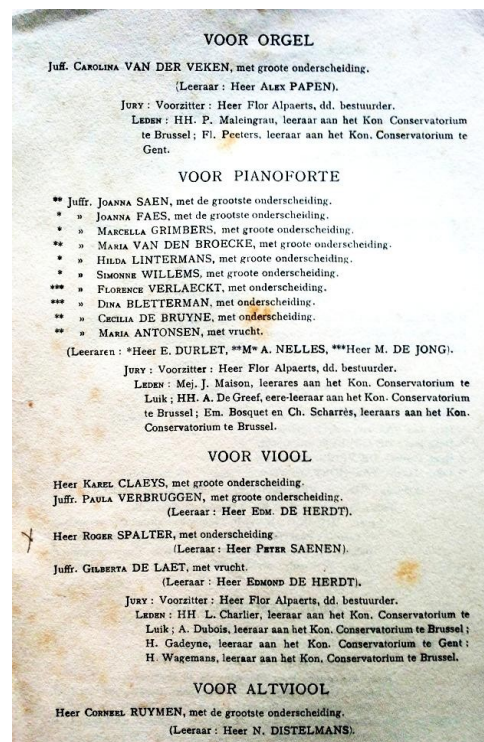 VOOR ORGEL
Juff. CAROLINA VAN DER VEKEN, met groote onderscheiding.
(Leeraar : Heer ALEX PAPEN).
JURY : Voorzitter : Heer Flor Alpaerts, dd. bestuurder.
LEDEN : HH. P. Maleingrau, leeraar aan het Kon Conservatorium
te Brussel ; Fl. Peeters, leeraar aan het Kon. Conservatorium te
Gent.
VOOR PIANOFORTE
** Juffr. JOANNA SAEN, met de grootste onderscheiding.
* » JOANNA FAES, met de grootste onderscheiding.
* » MARCELLA GRIMBERS, met groote onderscheiding.
** » MARIA VAN DEN BROECKE, met groote onderscheiding.
* » HILDA LINTERMANS, met groote onderscheiding.
* » SIMONNE WILLEMS, met groote onderscheiding.
*** » FLORENCE VERLAECKT, met onderscheiding.
*** » DINA BLETTERMAN, met onderscheiding.
** » CECILIA DE BRUYNE, met onderscheiding.
** » MARIA ANTONSEN, met vrucht.
(Leeraren : *Heer E. DURLET, **Mª A. NELLES, ***Heer M. DE JONG).
JURY : Voorzitter : Heer Flor Alpaerts, dd. bestuurder.
LEDEN : Mej. J. Maison, leerares aan het Kon. Conservatorium te
Luik ; HH. A. De Greef, eere-leeraar aan het Kon. Conservatorium
te Brussel ; Em. Bosquet en Ch. Scharrès, leeraars aan het Kon.
Conservatorium te Brussel.
VOOR VIOOL
Heer KAREL CLAEYS, met groote onderscheiding.
Juffr. PAULA VERBRUGGEN, met groote onderscheiding.
(Leeraar : Heer EDM. DE HERDT).
Heer ROGER SPALTER, met onderscheiding
(Leeraar : Heer PETER SAENEN).
Juffr. GILBERTA DE LAET, met vrucht.
(Leeraar : Heer EDMOND DE HERDT).
JURY : Voorzitter : Heer Flor Alpaerts, dd. bestuurder.
LEDEN : HH L. Charlier, leeraar aan het Kon. Conservatorium te
Luik ; A. Dubois, leeraar aan het Kon. Conservatorium te Brussel ;
H. Gadeyne, leeraar aan het Kon. Conservatorium te Gent ;
H. Wagemans, leeraar aan het Kon. Conservatorium te Brussel.
VOOR ALTVIOOL
Heer CORNEEL RUYMEN, met de grootste onderscheiding.
(Leeraar : Heer N. DISTELMANS).